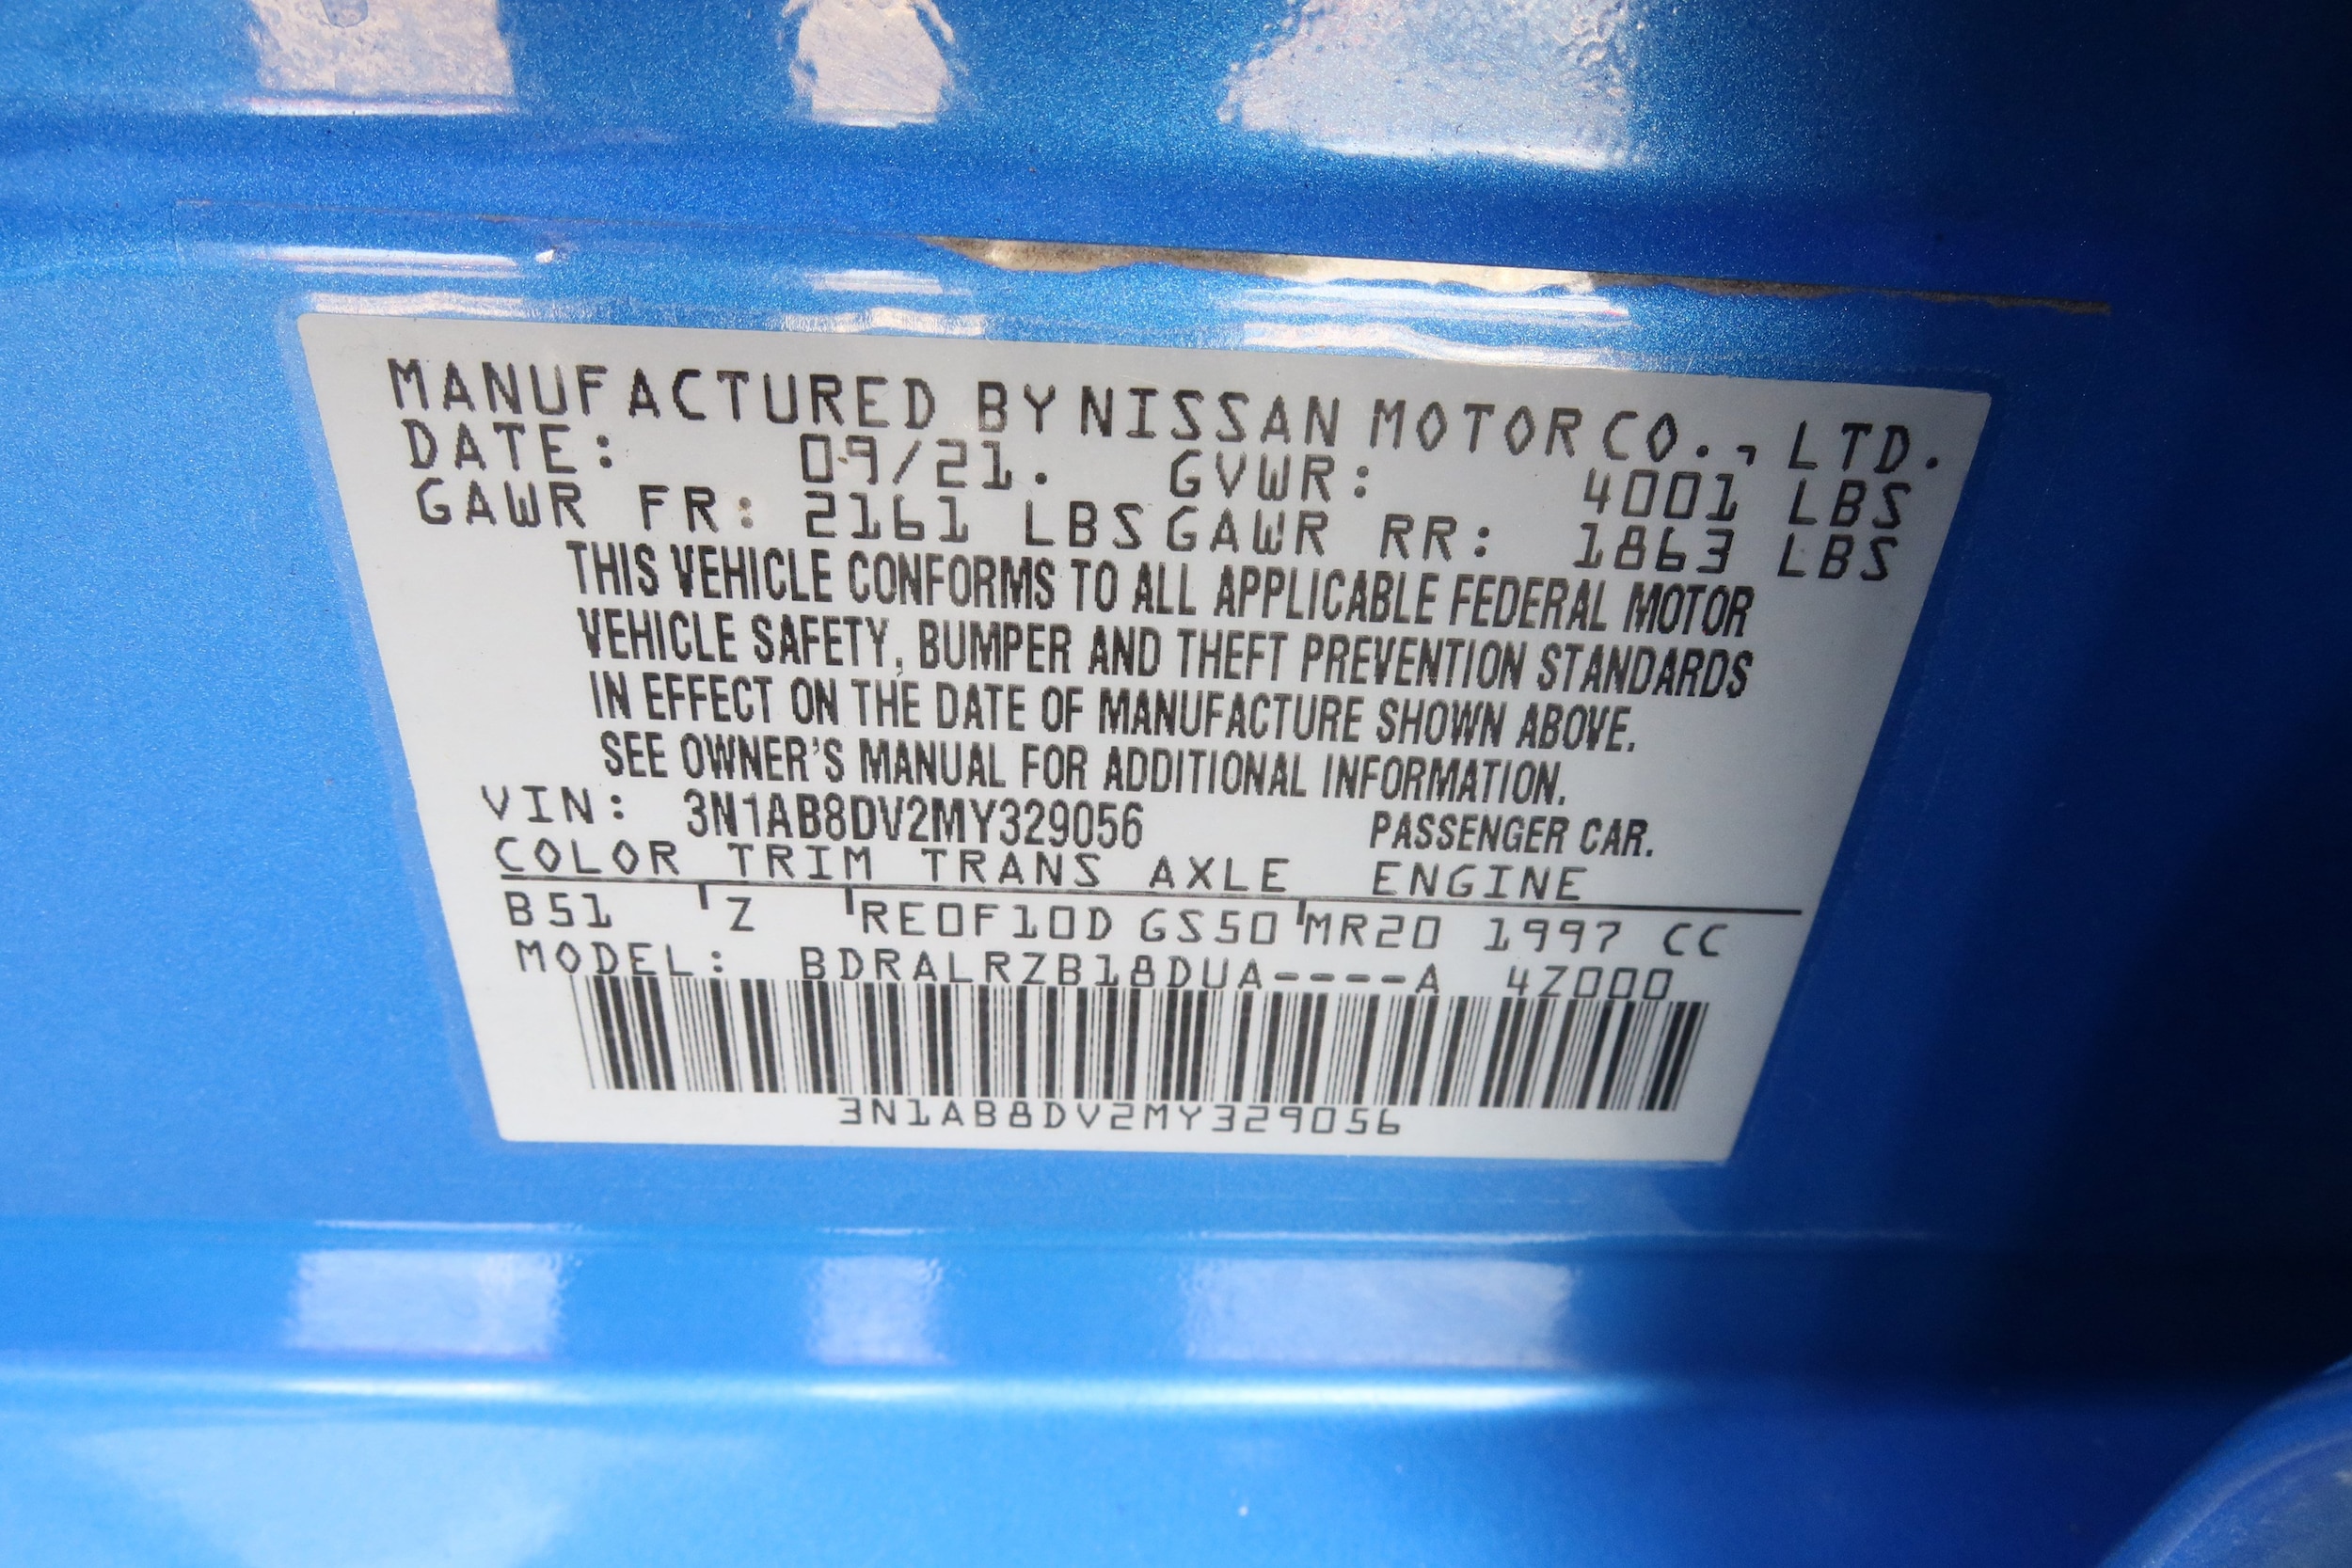 MANUFACTURED BY NISSAN MOTOR CO., LTD.
DATE: 09/21. GVWR: 4001 LBS
GAWR FR: 2161 LBS GAWR RR: 1863 LBS
THIS VEHICLE CONFORMS TO ALL APPLICABLE FEDERAL MOTOR
VEHICLE SAFETY, BUMPER AND THEFT PREVENTION STANDARDS
IN EFFECT ON THE DATE OF MANUFACTURE SHOWN ABOVE.
SEE OWNER'S MANUAL FOR ADDITIONAL INFORMATION.
VIN: 3N1AB8DV2MY329056 PASSENGER CAR.
COLOR TRIM TRANS AXLE ENGINE
B51 Z RE0F10D GS50 MR20 1997 CC
MODEL: BDRALRZB18DUA----A 4Z000
3N1AB8DV2MY329056